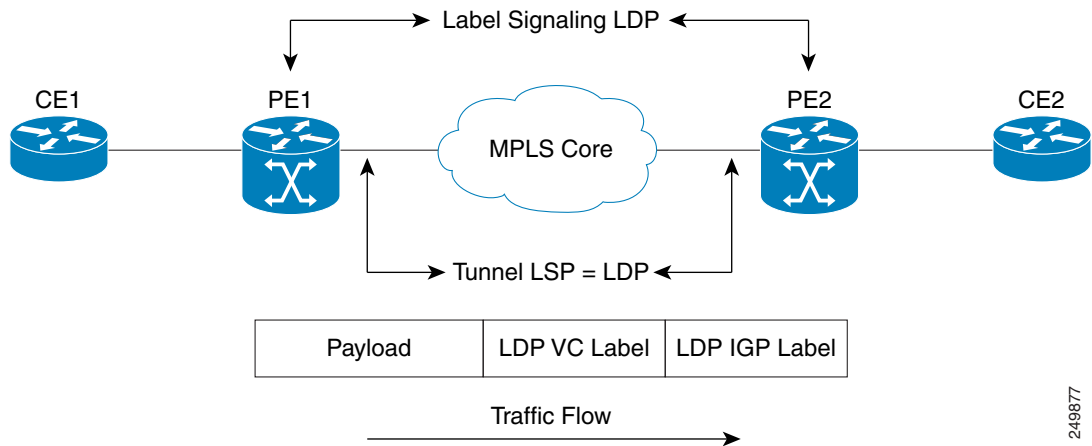 Label Signaling LDP
CE1
PE1
PE2
CE2
MPLS Core
Tunnel LSP = LDP
Payload
LDP VC Label
LDP IGP Label
Traffic Flow
249877